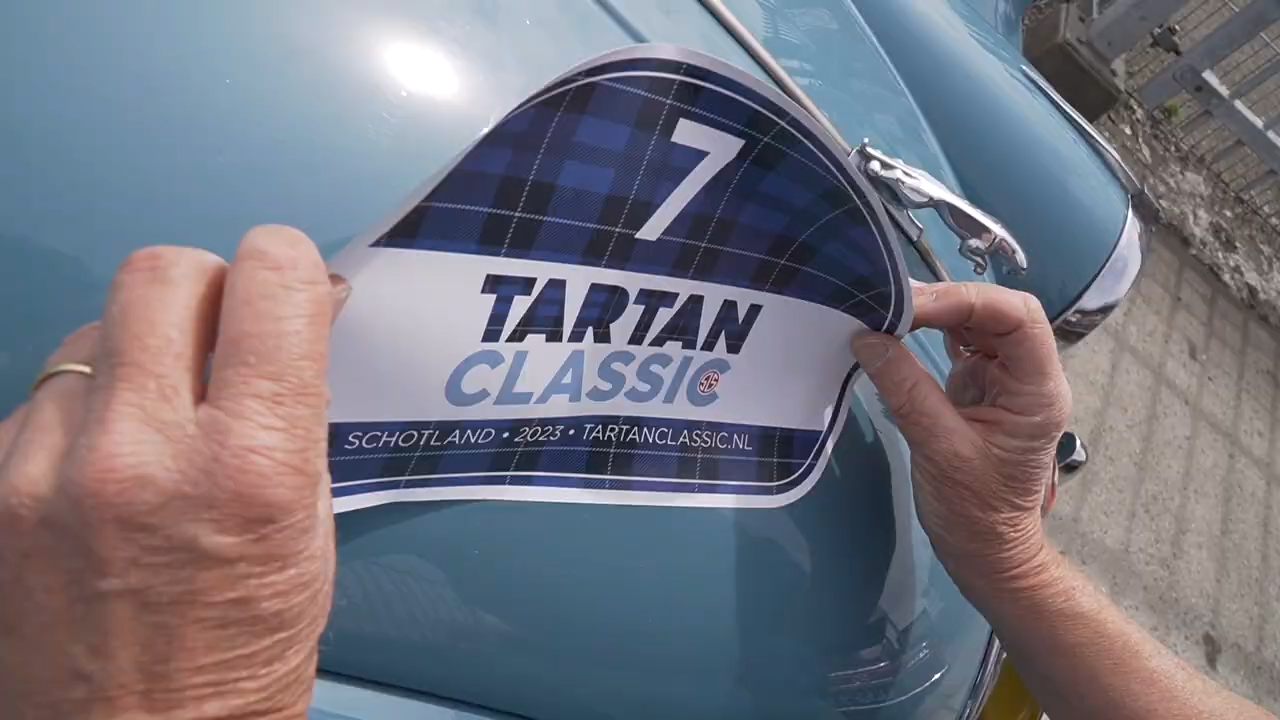 7
TARTAN
CLASSIC
SCHOTLAND • 2023 • TARTANCLASSIC.NL